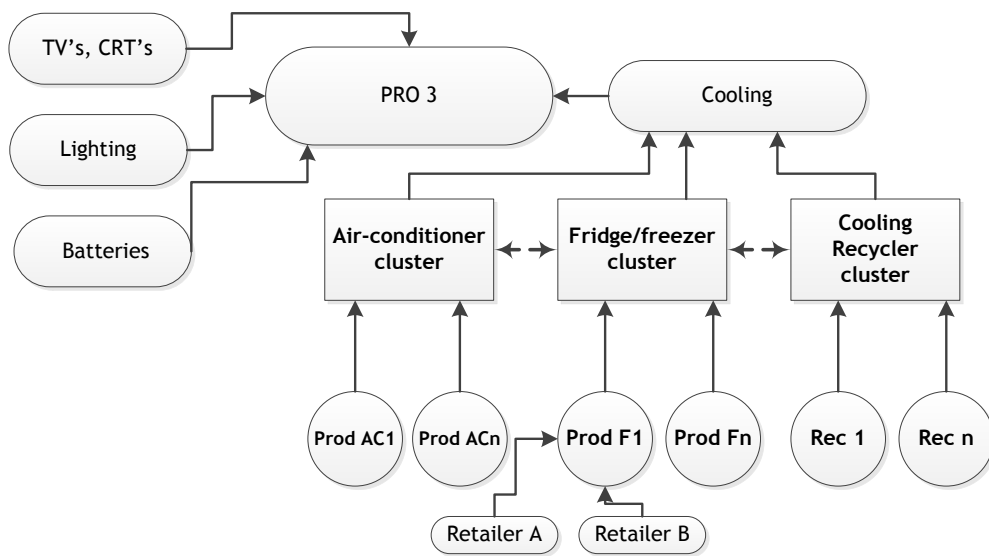 TV's, CRT's
PRO 3
Cooling
Lighting
Batteries
Air-conditioner
cluster
Fridge/freezer
cluster
Cooling
Recycler
cluster
Prod AC1
Prod ACn
Prod F1
Prod Fn
Rec 1
Rec n
Retailer A
Retailer B